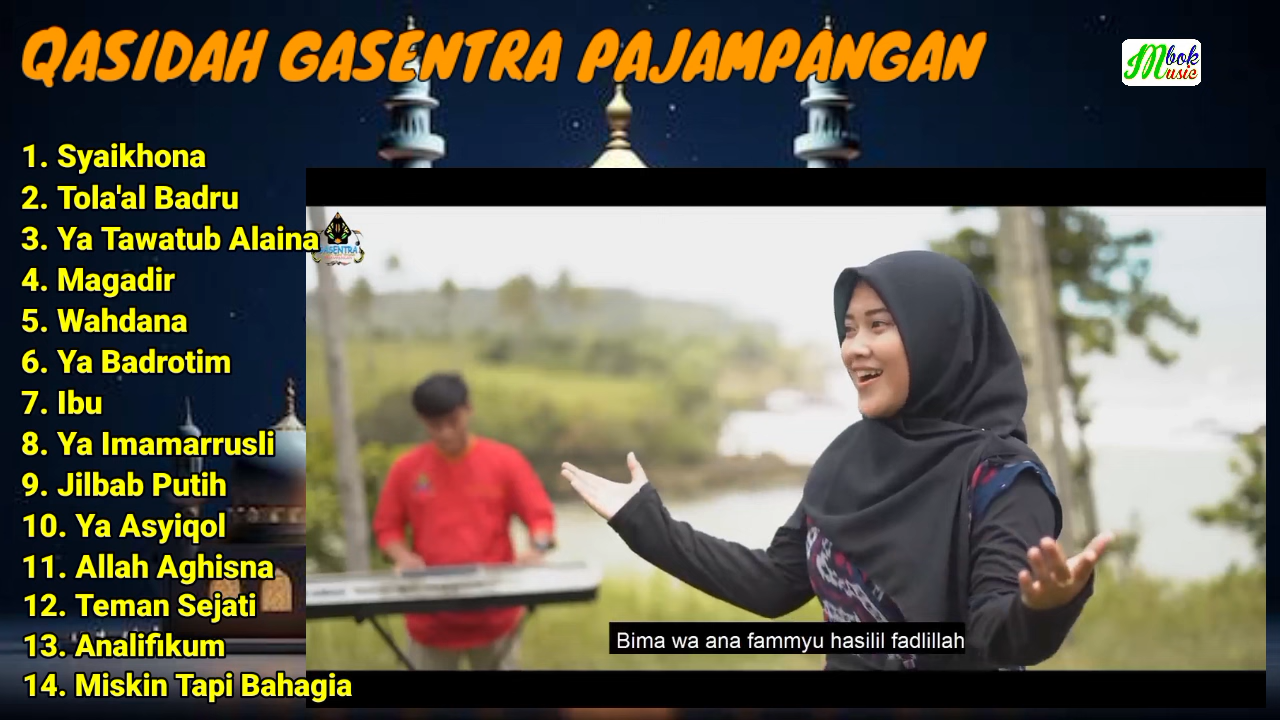 QASIDAH GASENTRA PAJAMPANGAN
Mbok
Music
1. Syaikhona
2. Tola'al Badru
3. Ya Tawatub Alaina
4. Magadir
5. Wahdana
6. Ya Badrotim
7. Ibu
8. Ya Imamarrusli
9. Jilbab Putih
10. Ya Asyiqol
11. Allah Aghisna
12. Teman Sejati
13. Analifikum
14. Miskin Tapi Bahagia
GASENTRA
Bima wa ana fammyu hasilil fadlillah